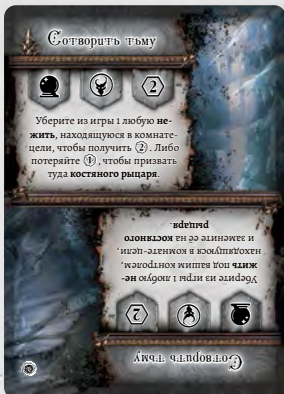 Сотворить тьму
2
Уберите из игры 1 любую не-
жить, находящуюся в комнате-
цели, чтобы получить 2. Либо
потеряйте 1, чтобы призвать
туда костяного рыцаря.
Сотворить тьму
2
Уберите из игры 1 любую не-
жить под вашим контролем,
находящуюся в комнате-цели,
и замените её на костяного
рыцаря.